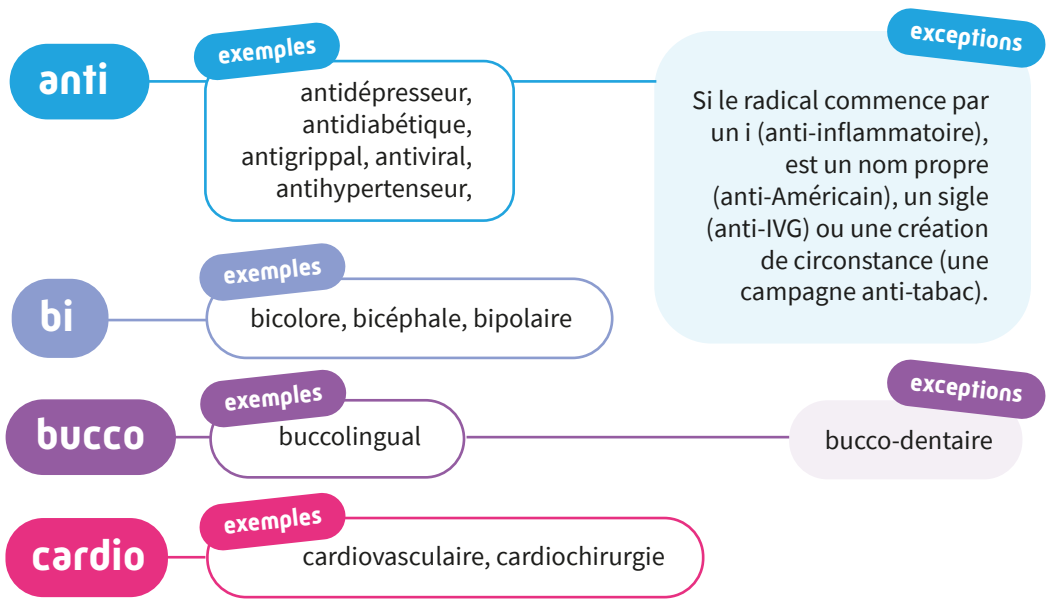 anti
exemples
antidépresseur,
antidiabétique,
antigrippal, antiviral,
antihypertenseur,
exceptions
Si le radical commence par
un i (anti-inflammatoire),
est un nom propre
(anti-Américain), un sigle
(anti-IVG) ou une création
de circonstance (une
campagne anti-tabac).
bi
exemples
bicolore, bicéphale, bipolaire
bucco
exemples
buccolingual
exceptions
bucco-dentaire
cardio
exemples
cardiovasculaire, cardiochirurgie